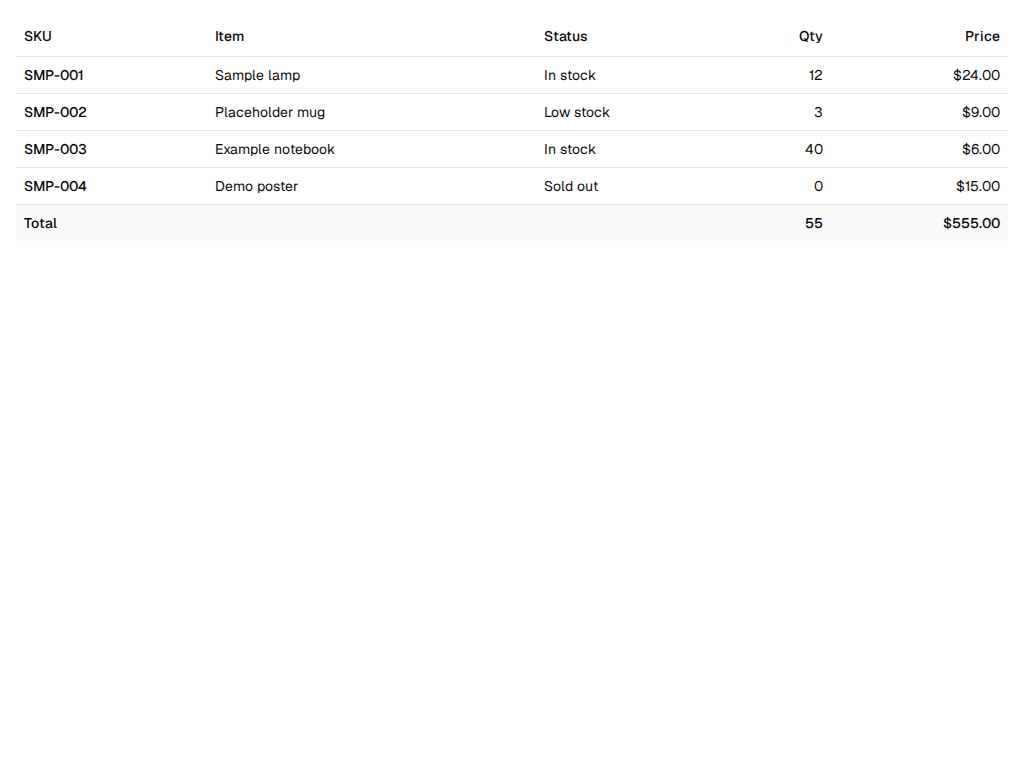 SKU Item Status Qty Price
SMP-001 Sample lamp In stock 12 $24.00
SMP-002 Placeholder mug Low stock 3 $9.00
SMP-003 Example notebook In stock 40 $6.00
SMP-004 Demo poster Sold out 0 $15.00
Total 55 $555.00